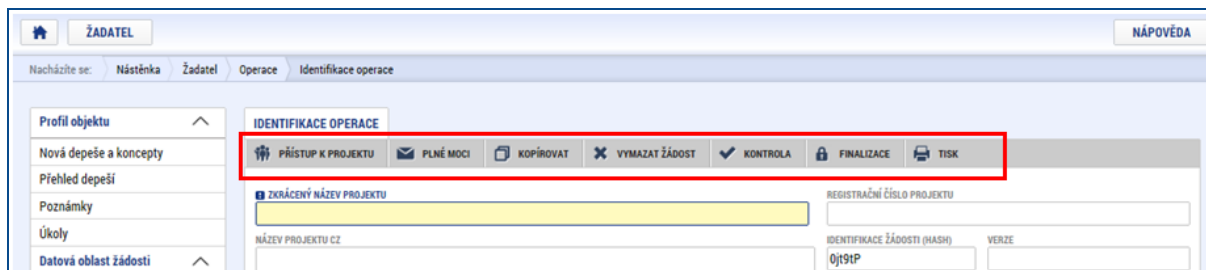 ŽADATEL
NÁPOVĚDA
Nacházíte se: Nástěnka Žadatel Operace Identifikace operace
Profil objektu
Nová depeše a koncepty
Přehled depeší
Poznámky
Úkoly
Datová oblast žádosti
IDENTIFIKACE OPERACE
PŘÍSTUP K PROJEKTU PLNÉ MOCI KOPÍROVAT VYMAZAT ŽÁDOST KONTROLA FINALIZACE TISK
ZKRÁCENÝ NÁZEV PROJEKTU
REGISTRAČNÍ ČÍSLO PROJEKTU
NÁZEV PROJEKTU CZ
IDENTIFIKACE ŽÁDOSTI (HASH) VERZE
0jt9tP